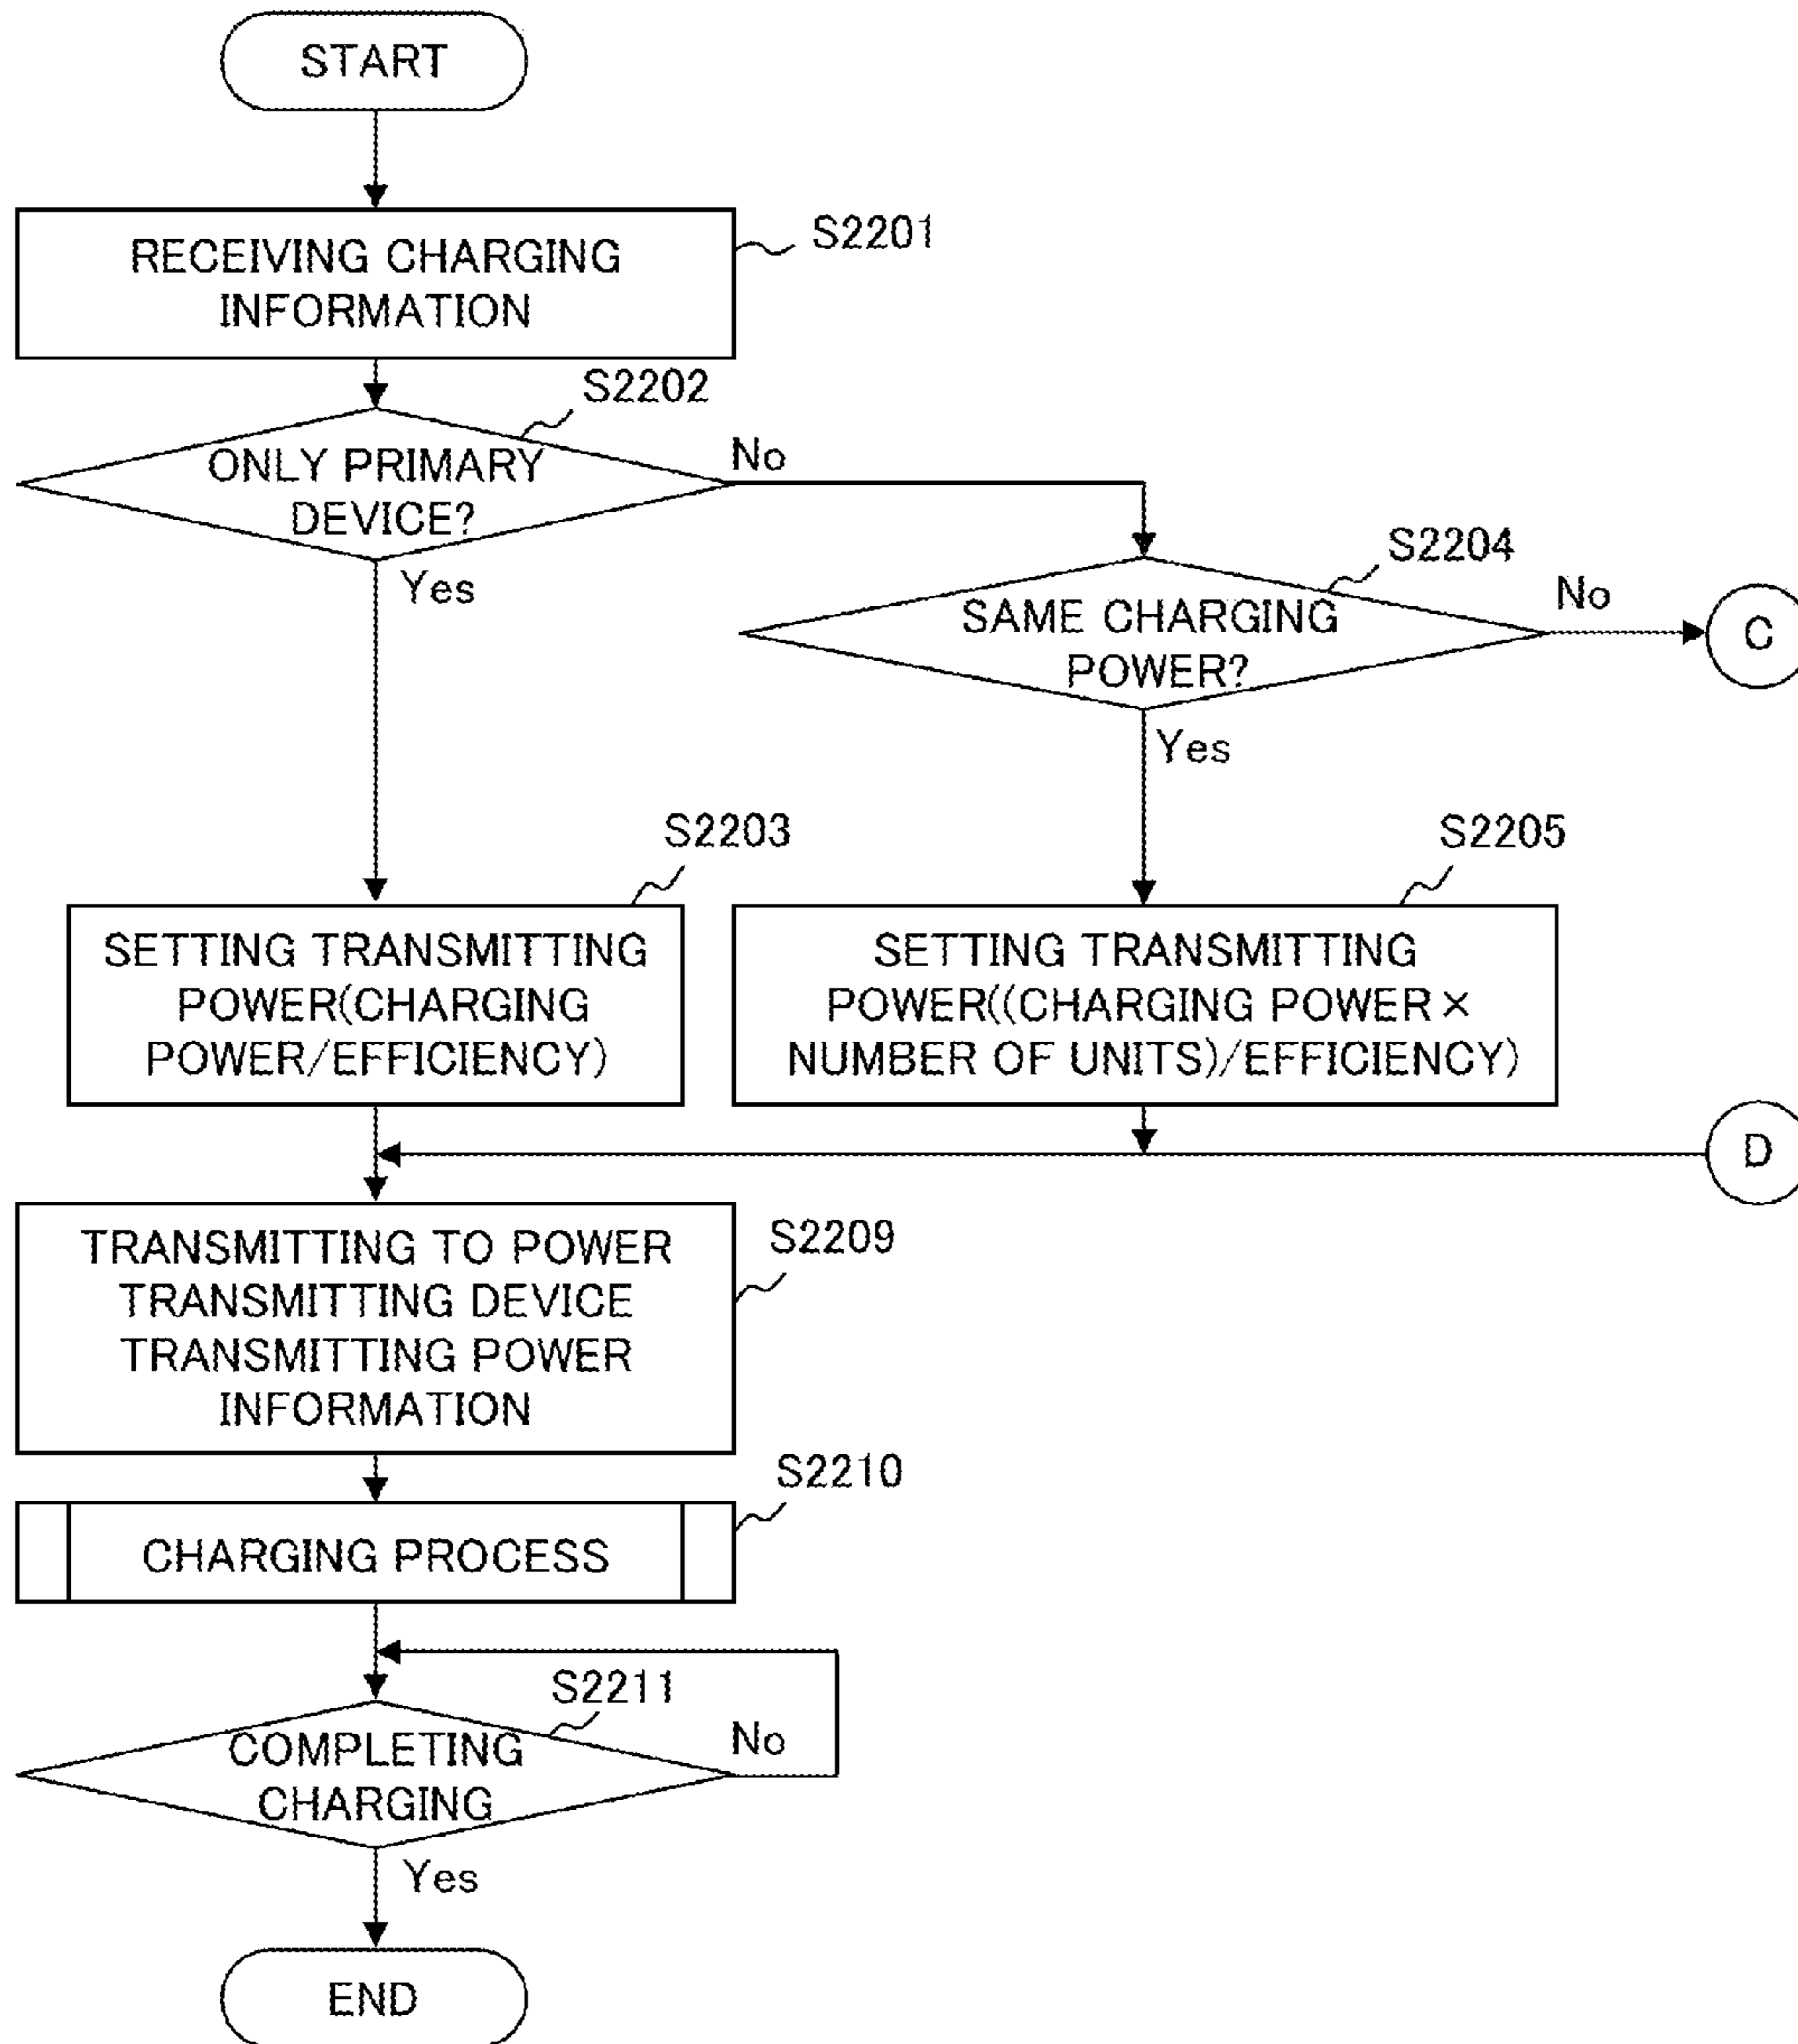 START
RECEIVING CHARGING
INFORMATION
S2201
S2202
ONLY PRIMARY
DEVICE?
No
Yes
S2204
SAME CHARGING
POWER?
No
C
Yes
S2203
SETTING TRANSMITTING
POWER(CHARGING
POWER/EFFICIENCY)
S2205
SETTING TRANSMITTING
POWER((CHARGING POWER×
NUMBER OF UNITS)/EFFICIENCY)
D
TRANSMITTING TO POWER
TRANSMITTING DEVICE
TRANSMITTING POWER
INFORMATION
S2209
S2210
CHARGING PROCESS
S2211
COMPLETING
CHARGING
No
Yes
END